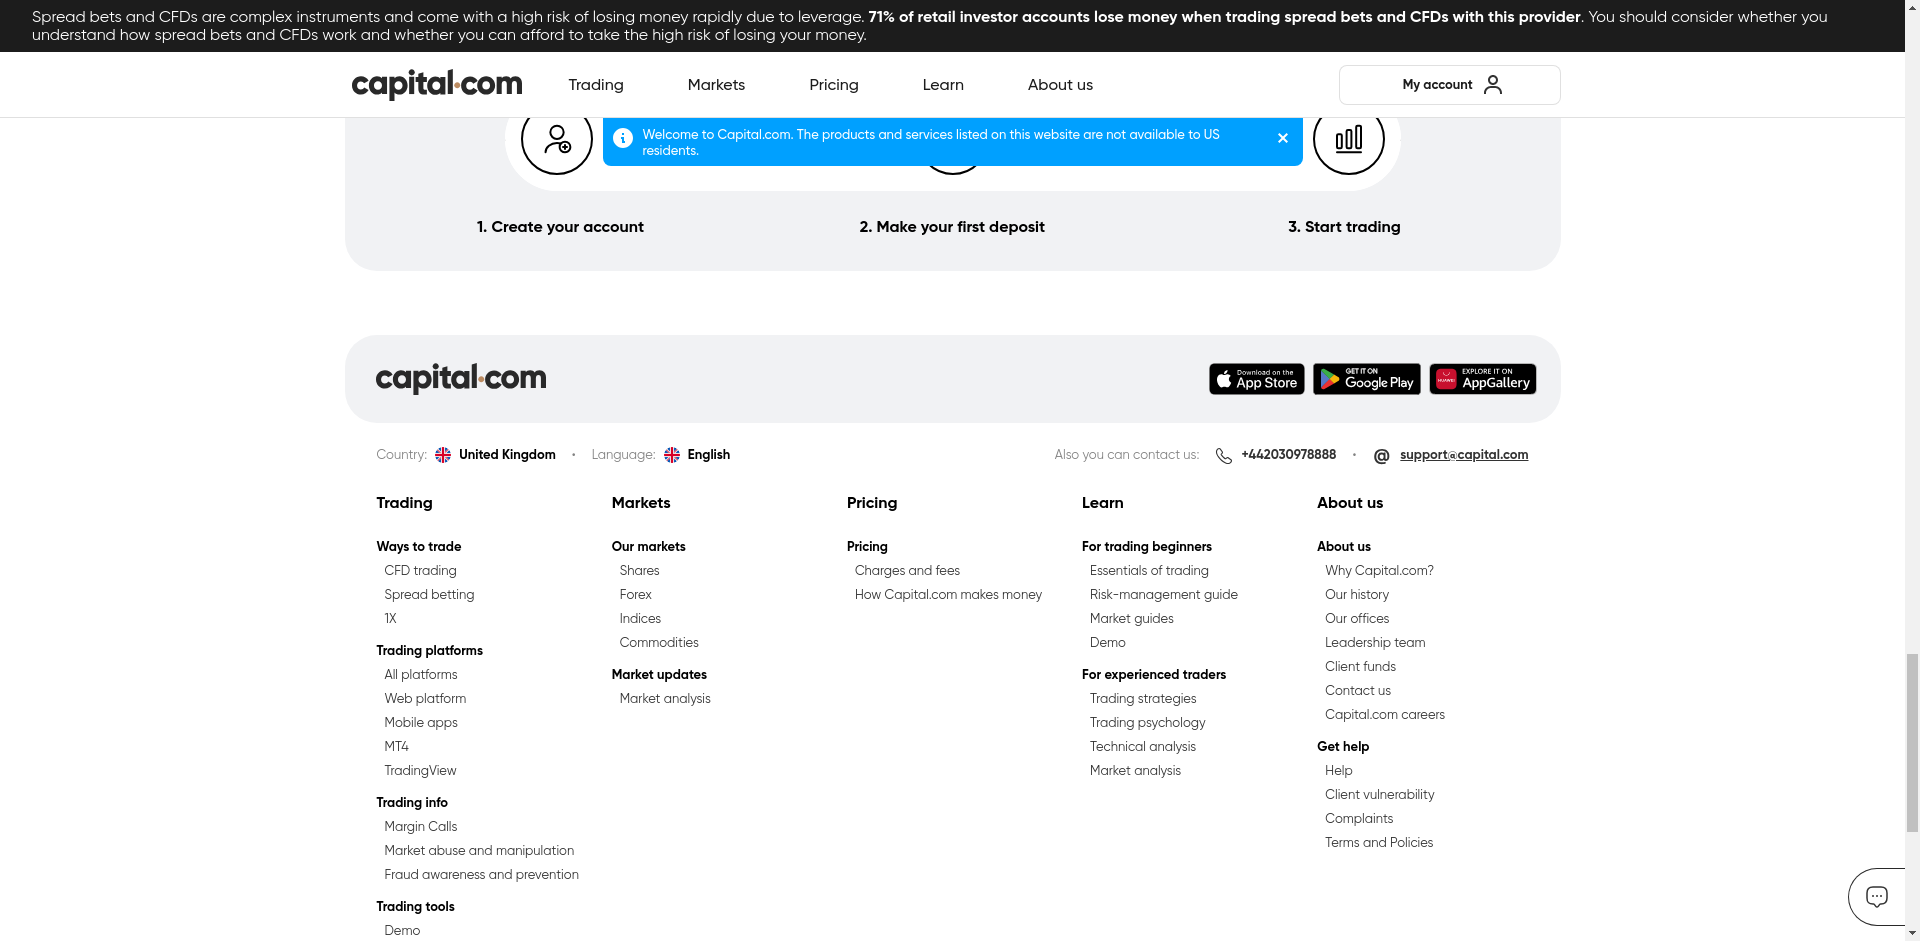 Spread bets and CFDs are complex instruments and come with a high risk of losing money rapidly due to leverage. 71% of retail investor accounts lose money when trading spread bets and CFDs with this provider. You should consider whether you
understand how spread bets and CFDs work and whether you can afford to take the high risk of losing your money.
capital.com
Trading
Markets
Pricing
Learn
About us
My account
Welcome to Capital.com. The products and services listed on this website are not available to US
residents.
1. Create your account
2. Make your first deposit
3. Start trading
capital.com
Download on the
App Store
GET IT ON
Google Play
HUAWEI
EXPLORE IT ON
AppGallery
Country: United Kingdom • Language: English
Also you can contact us: +442030978888 • @ support@capital.com
Trading
Ways to trade
CFD trading
Spread betting
1X
Trading platforms
All platforms
Web platform
Mobile apps
MT4
TradingView
Trading info
Margin Calls
Market abuse and manipulation
Fraud awareness and prevention
Trading tools
Demo
Markets
Our markets
Shares
Forex
Indices
Commodities
Market updates
Market analysis
Pricing
Pricing
Charges and fees
How Capital.com makes money
Learn
For trading beginners
Essentials of trading
Risk-management guide
Market guides
Demo
For experienced traders
Trading strategies
Trading psychology
Technical analysis
Market analysis
About us
About us
Why Capital.com?
Our history
Our offices
Leadership team
Client funds
Contact us
Capital.com careers
Get help
Help
Client vulnerability
Complaints
Terms and Policies